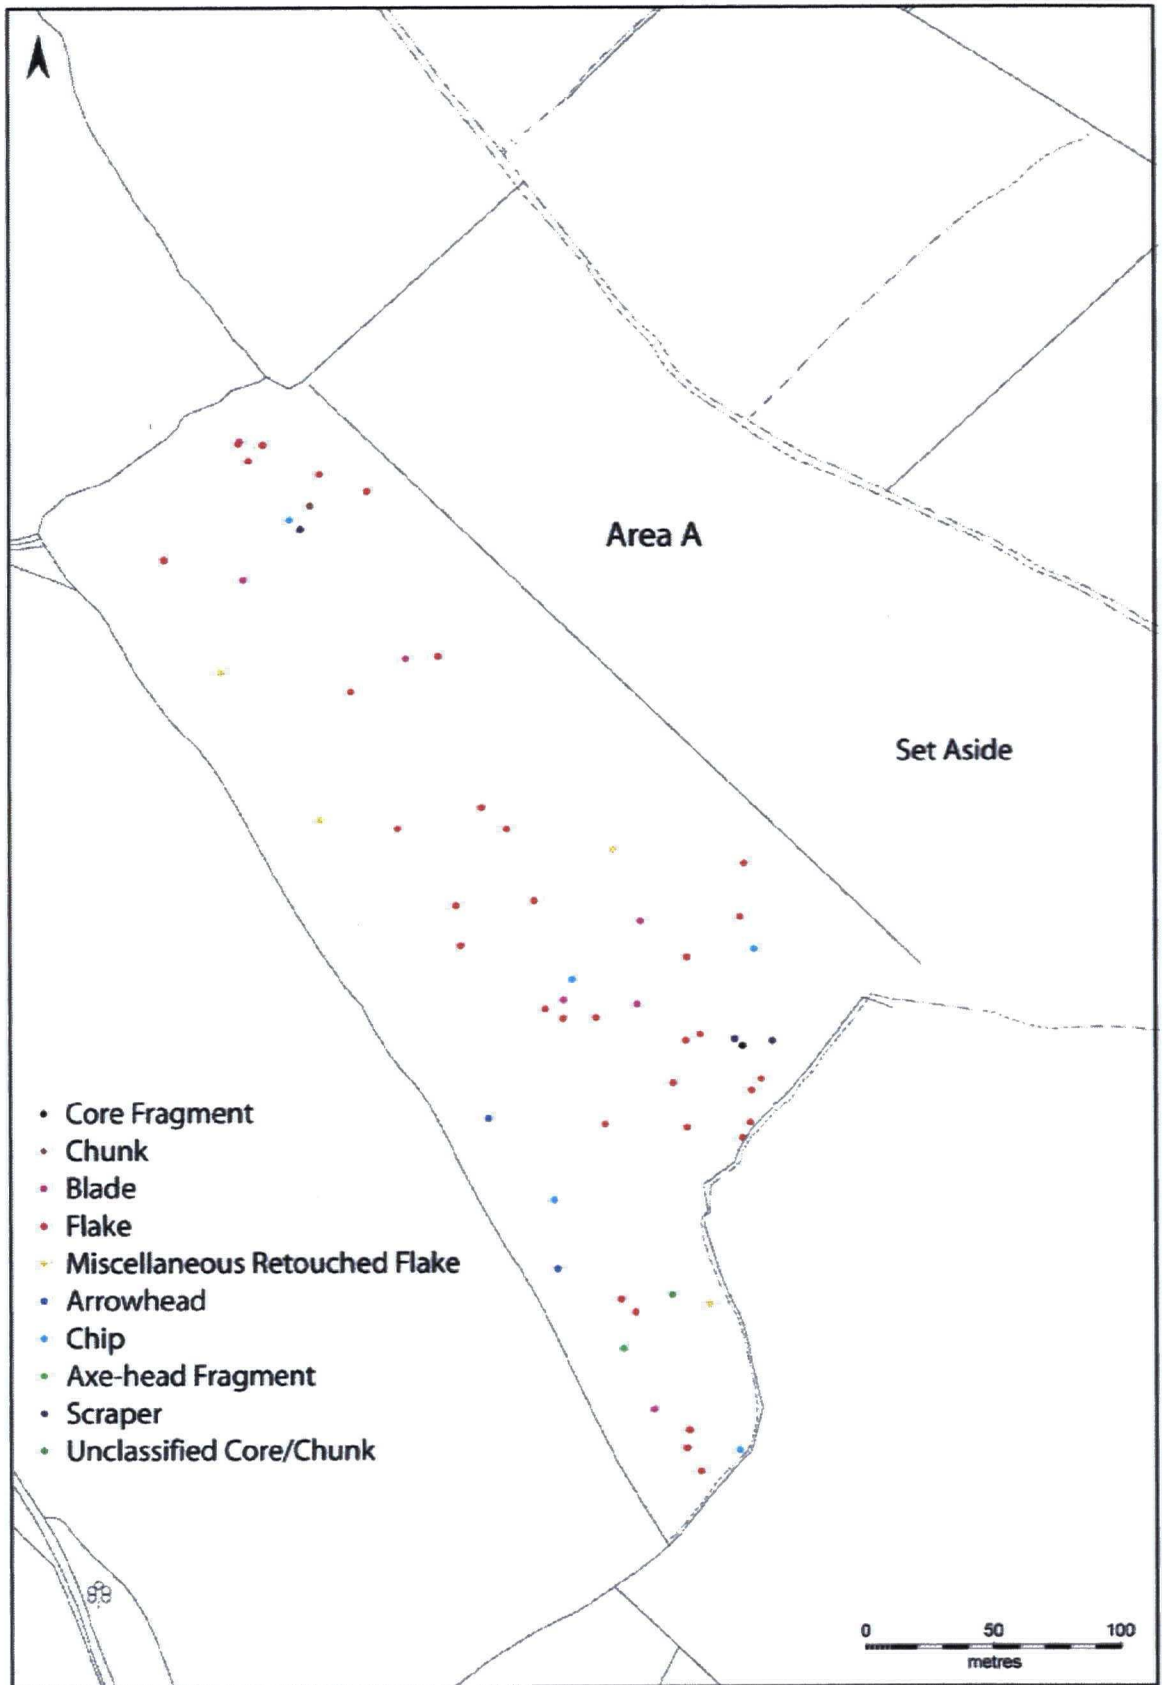 Area A
Set Aside
Core Fragment
Chunk
Blade
Flake
Miscellaneous Retouched Flake
Arrowhead
Chip
Axe-head Fragment
Scraper
Unclassified Core/Chunk
0 50 100
metres